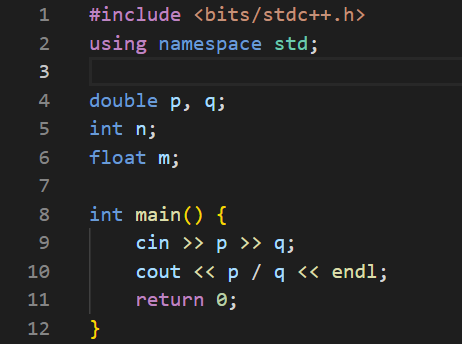 1 #include <bits/stdc++.h>
2 using namespace std;
3
4 double p, q;
5 int n;
6 float m;
7
8 int main() {
9     cin >> p >> q;
10     cout << p / q << endl;
11     return 0;
12 }